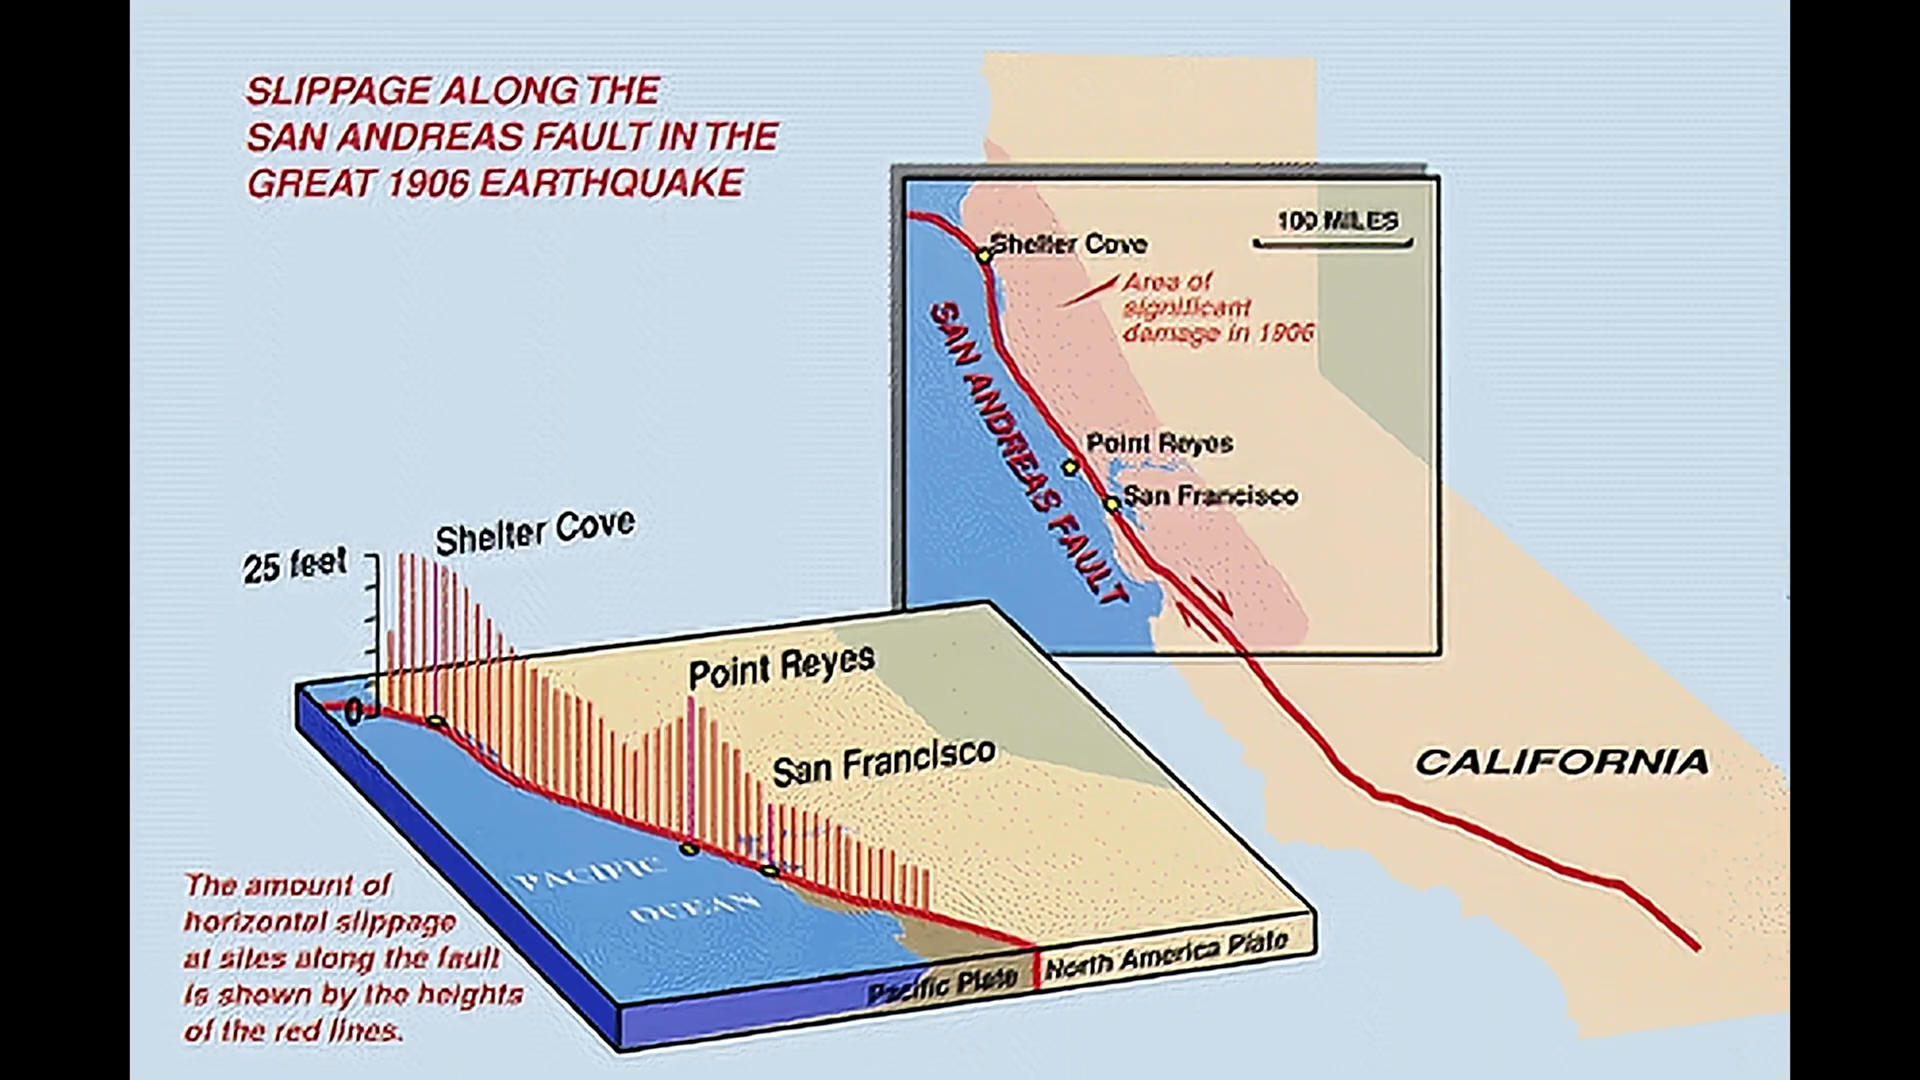 SLIPPAGE ALONG THE
SAN ANDREAS FAULT IN THE
GREAT 1906 EARTHQUAKE
100 MILES
Shelter Cove
Area of
significant
damage in 1906
SAN ANDREAS FAULT
Point Reyes
San Francisco
Shelter Cove
25 feet
Point Reyes
0
San Francisco
CALIFORNIA
PACIFIC
OCEAN
The amount of
horizontal slippage
at sites along the fault
is shown by the heights
of the red lines.
Pacific Plate
North America Plate